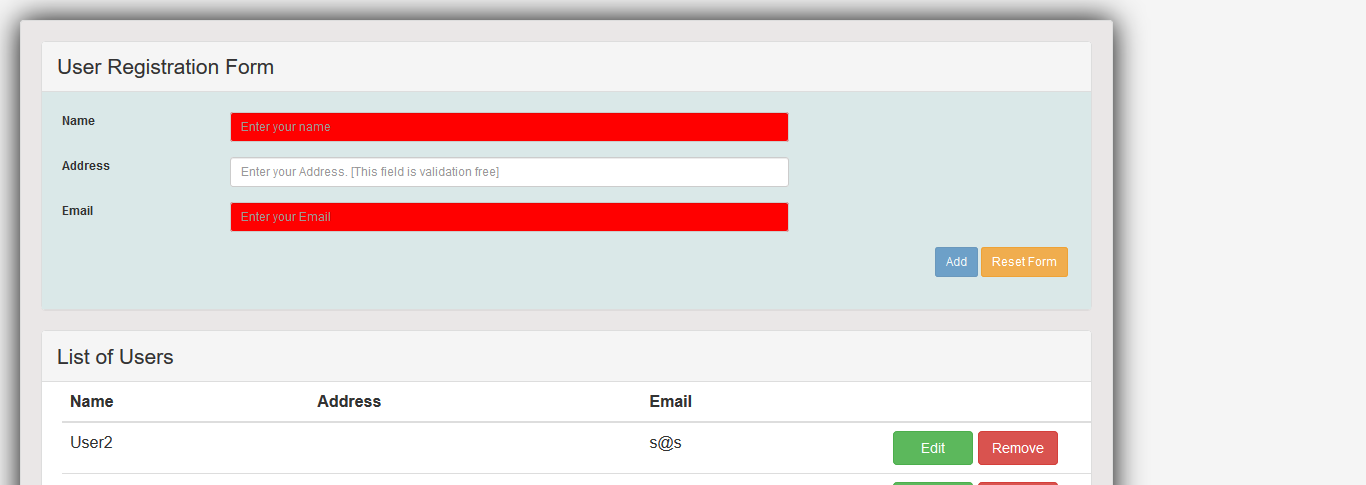 User Registration Form
Name
Enter your name
Address
Enter your Address. [This field is validation free]
Email
Enter your Email
Add Reset Form
List of Users
Name Address Email
User2 s@s Edit Remove